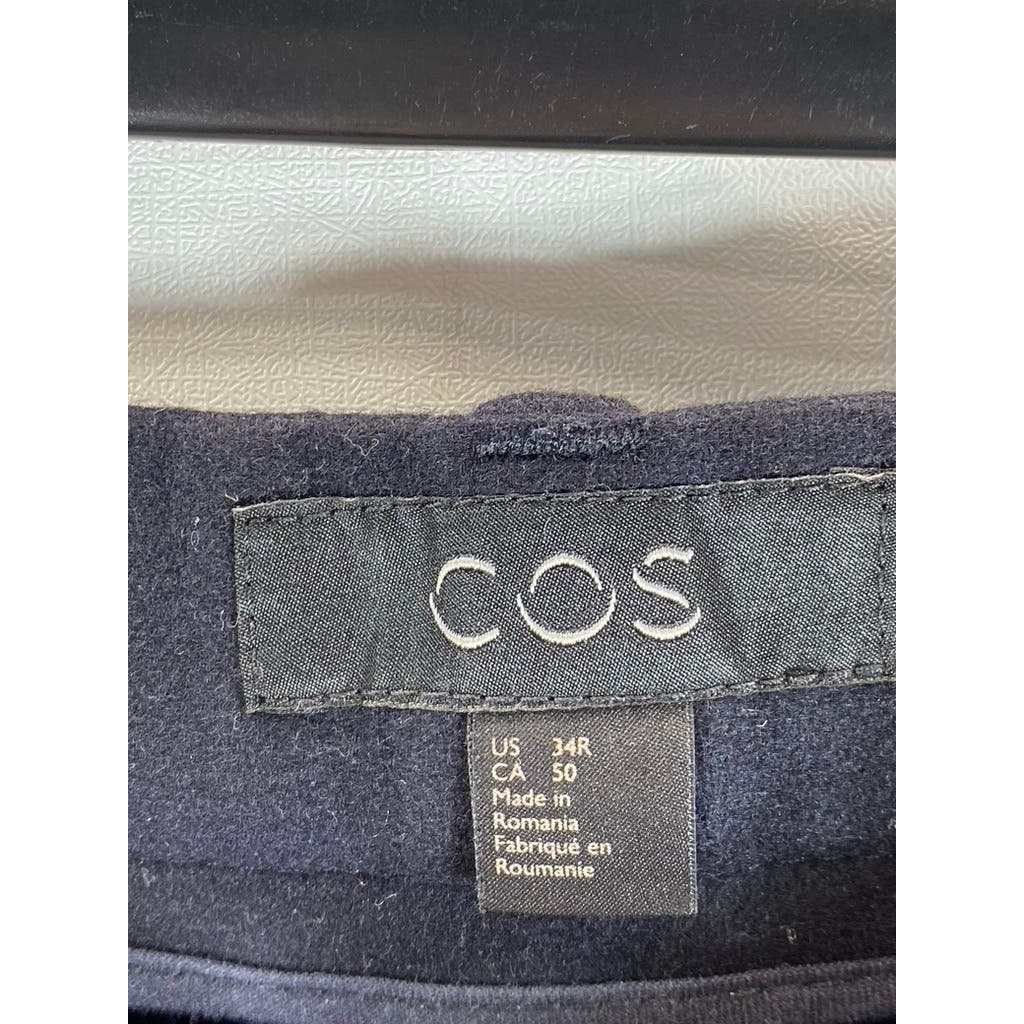 COS
US 34R
CA 50
Made in
Romania
Fabriqué en
Roumanie